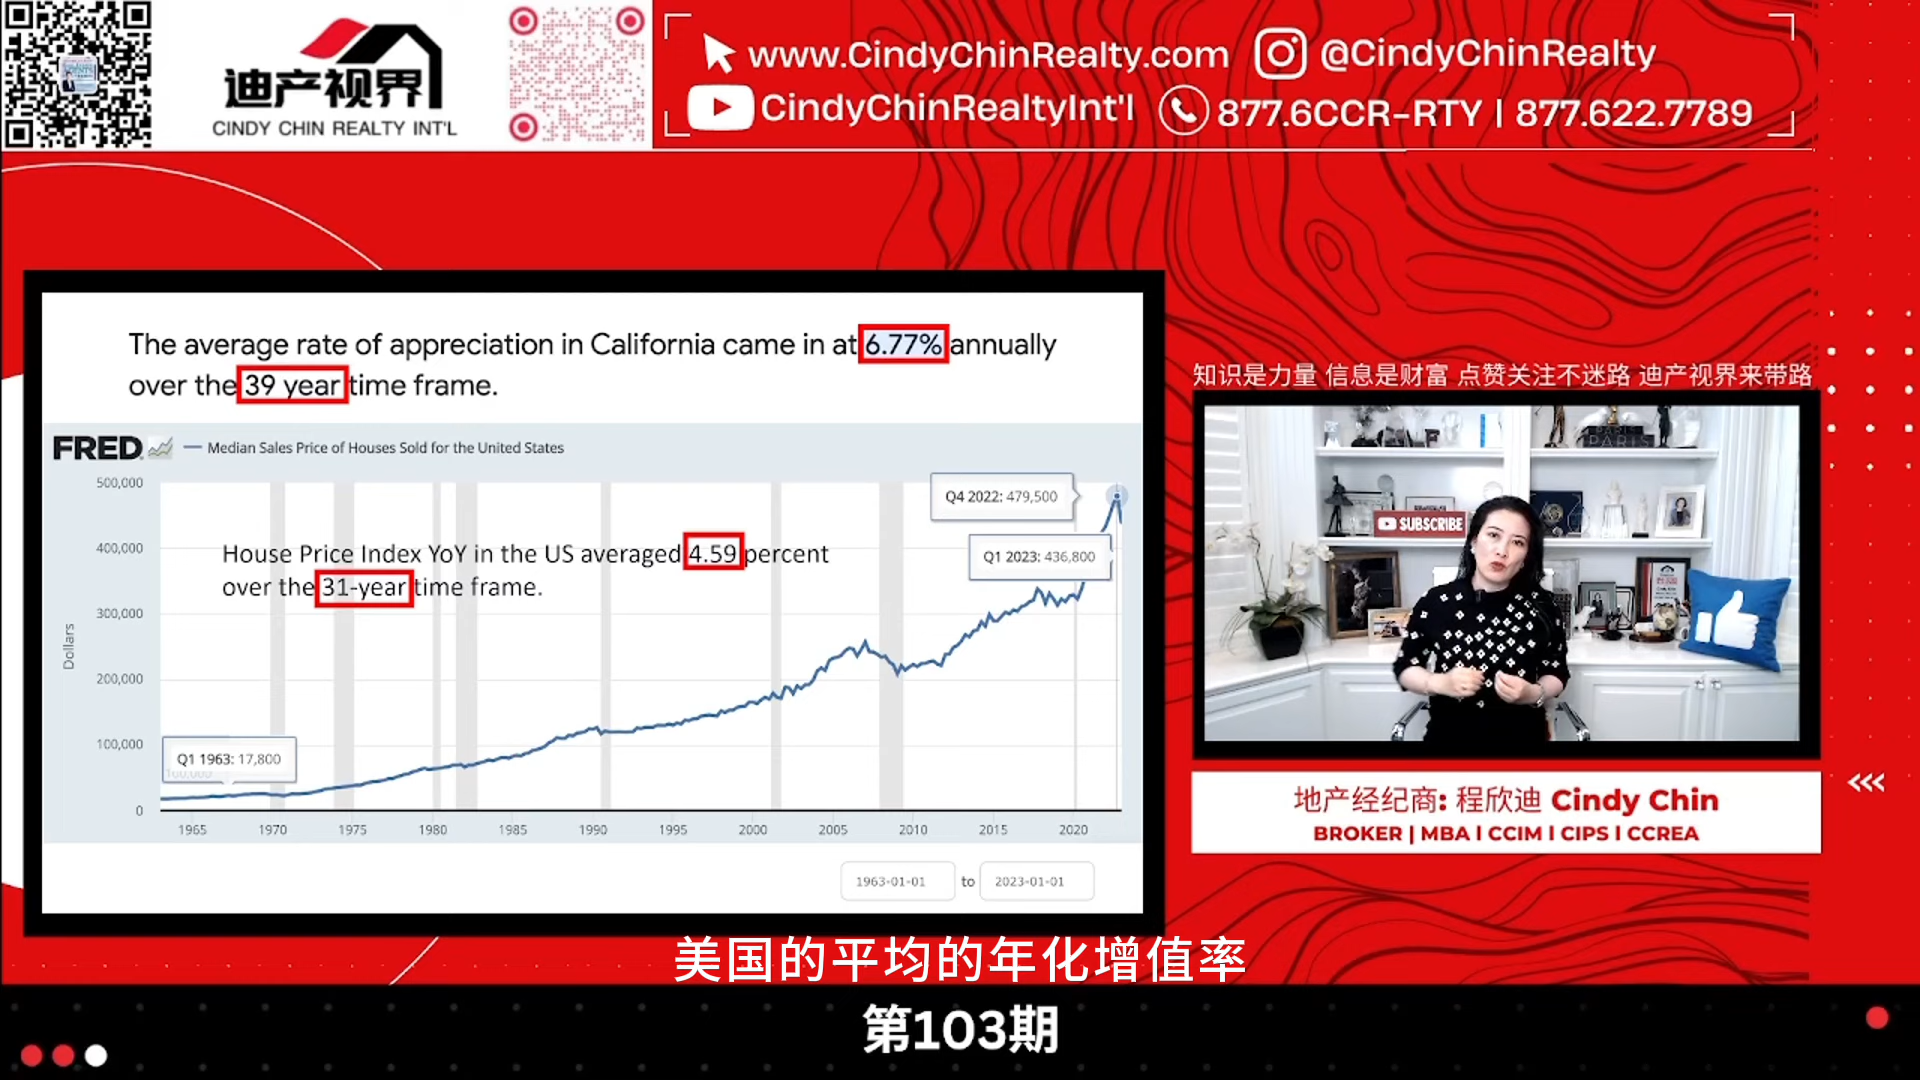 迪产视界
CINDY CHIN REALTY INT'L
www.CindyChinRealty.com
@CindyChinRealty
CindyChinRealtyInt'l
877.6CCR-RTY | 877.622.7789
The average rate of appreciation in California came in at 6.77% annually
over the 39 year time frame.
FRED
Median Sales Price of Houses Sold for the United States
500,000
400,000
300,000
200,000
100,000
0
Dollars
Q4 2022: 479,500
Q1 2023: 436,800
House Price Index YoY in the US averaged 4.59 percent
over the 31-year time frame.
Q1 1963: 17,800
1965 1970 1975 1980 1985 1990 1995 2000 2005 2010 2015 2020
1963-01-01 to 2023-01-01
知识是力量 信息是财富 点赞关注不迷路 迪产视界来带路
SUBSCRIBE
PARIS
地产经纪商: 程欣迪 Cindy Chin
BROKER | MBA | CCIM | CIPS | CCREA
美国的平均的年化增值率
第103期